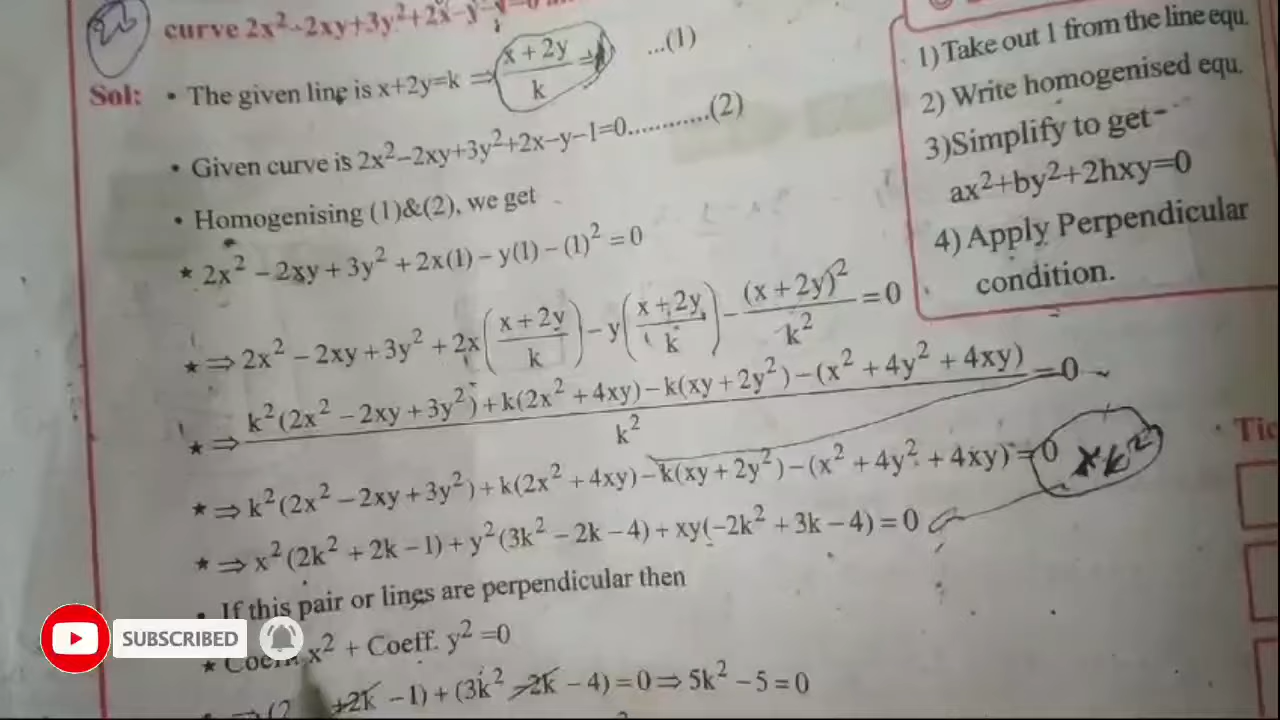 curve 2x²-2xy+3y²+2x-y-
Sol: • The given line is x+2y=k ⇒ (x+2y)/k = 1 ...(1)
• Given curve is 2x²-2xy+3y²+2x-y-1=0............(2)
• Homogenising (1)&(2), we get
★ 2x² - 2xy + 3y² + 2x(1) - y(1) - (1)² = 0
★ ⇒ 2x² - 2xy + 3y² + 2x((x+2y)/k) - y((x+2y)/k) - (x+2y)²/k² = 0
★ ⇒ (k²(2x² - 2xy + 3y²) + k(2x² + 4xy) - k(xy + 2y²) - (x² + 4y² + 4xy))/k² = 0
★ ⇒ k²(2x² - 2xy + 3y²) + k(2x² + 4xy) - k(xy + 2y²) - (x² + 4y² + 4xy) = 0 × k²
★ ⇒ x²(2k² + 2k - 1) + y²(3k² - 2k - 4) + xy(-2k² + 3k - 4) = 0
• If this pair or lines are perpendicular then
★ x² + Coeff. y² =0
⇒ (2 +2k - 1) + (3k² - 2k - 4) = 0 ⇒ 5k² - 5 = 0
1) Take out 1 from the line equ.
2) Write homogenised equ.
3)Simplify to get-
ax²+by²+2hxy=0
4) Apply Perpendicular
condition.
SUBSCRIBED